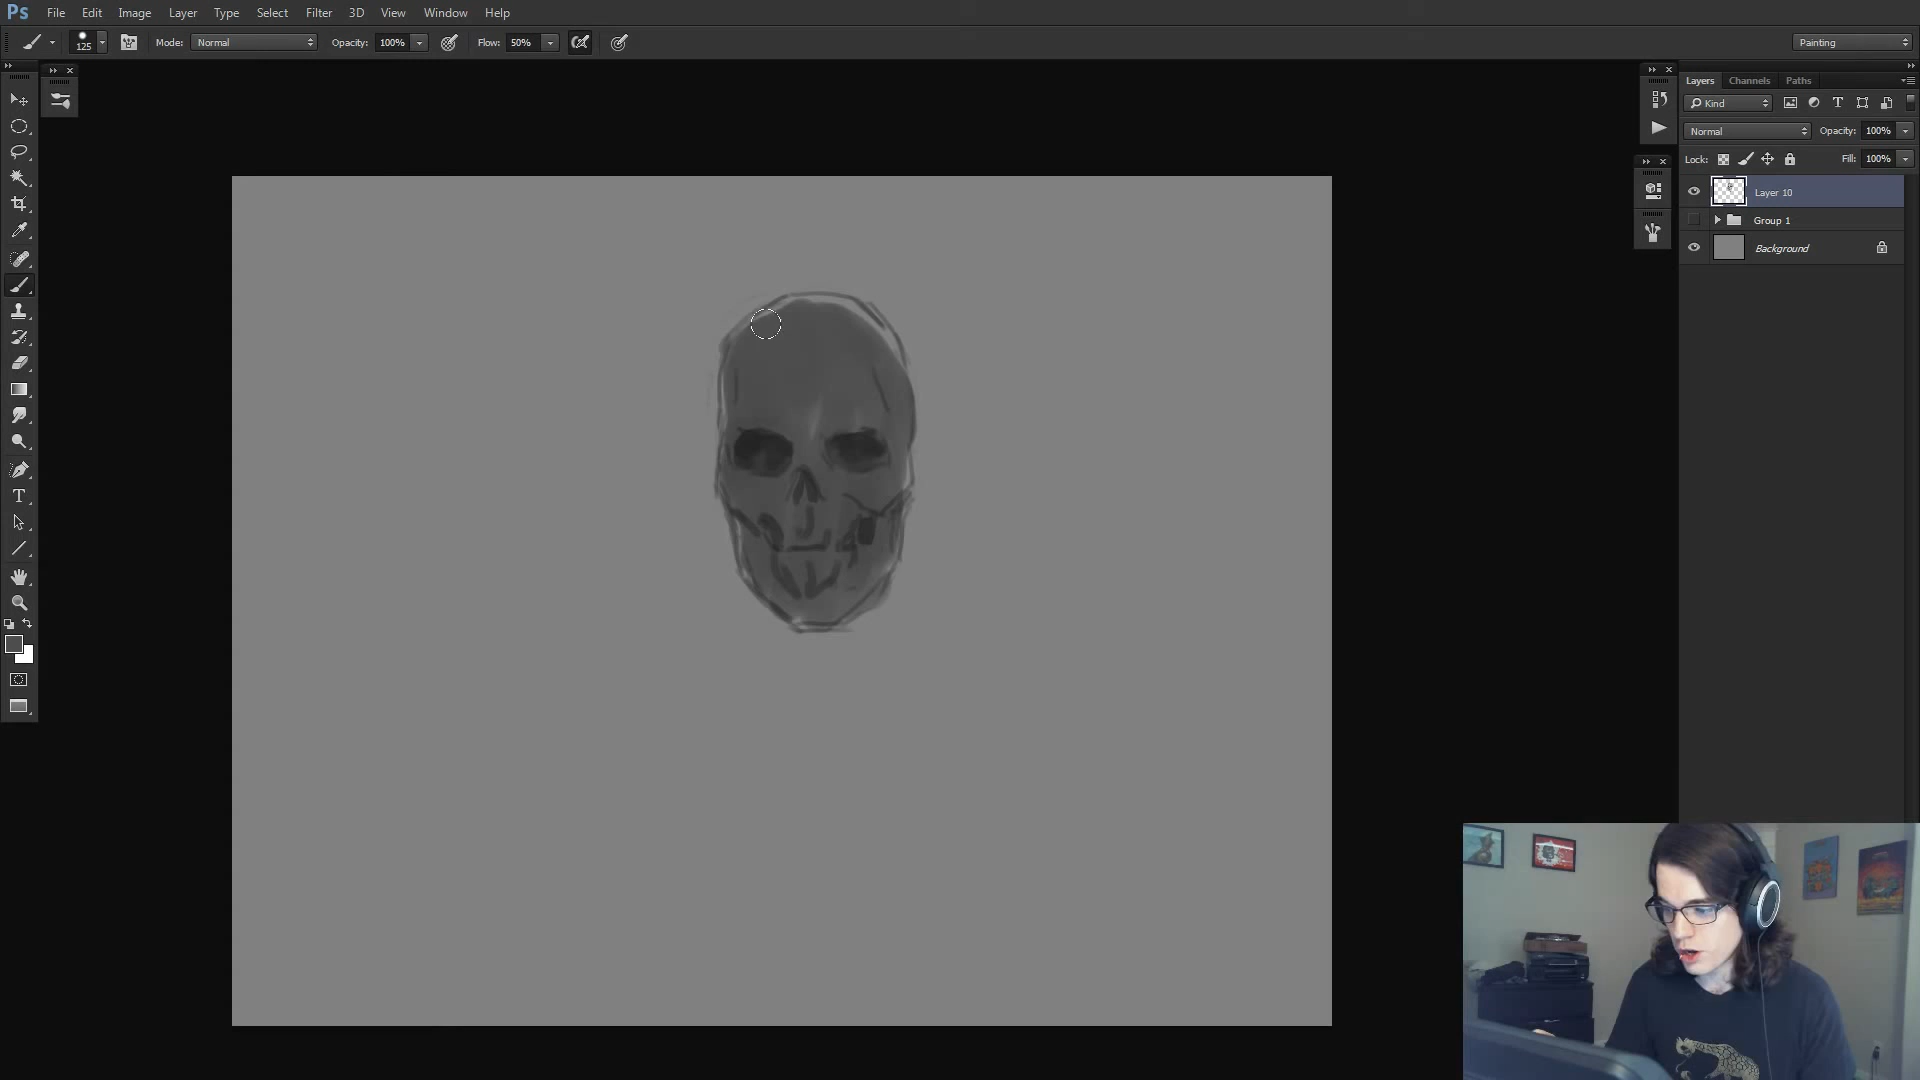 Ps File Edit Image Layer Type Select Filter 3D View Window Help
125 Mode: Normal Opacity: 100% Flow: 50% Painting
Layers Channels Paths
Kind T
Normal Opacity: 100%
Lock: Fill: 100%
Layer 10
Group 1
Background
T